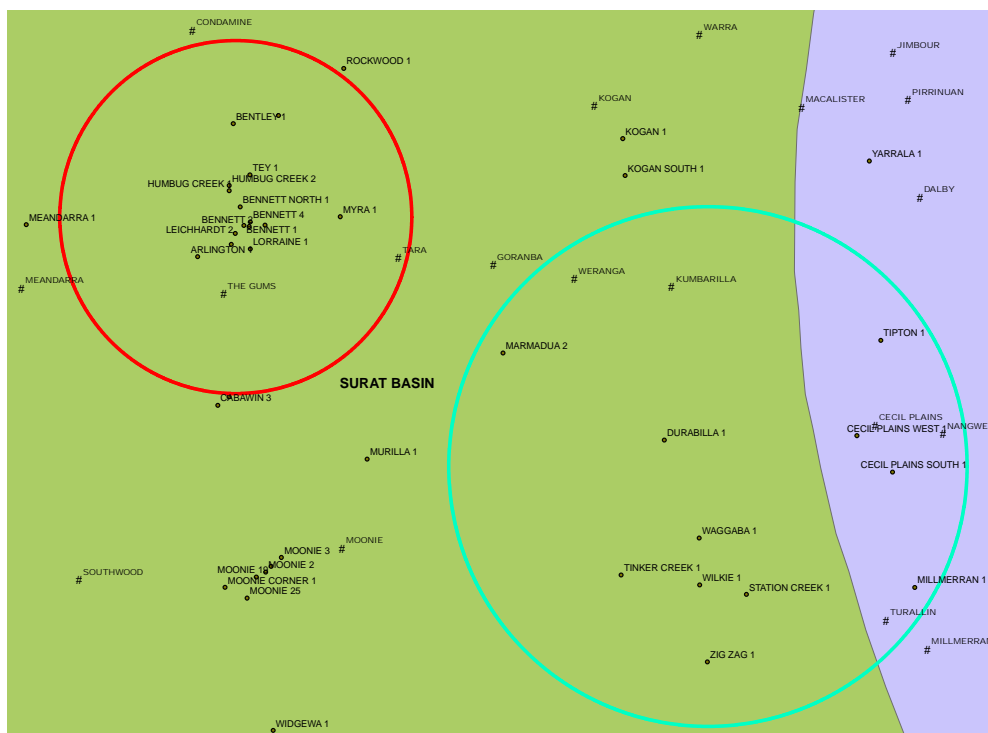 # CONDAMINE
# WARRA
# JIMBOUR
ROCKWOOD 1
# PIRRINUAN
# KOGAN
# MACALISTER
BENTLEY 1
KOGAN 1
YARRALA 1
TEY 1
KOGAN SOUTH 1
HUMBUG CREEK 1
HUMBUG CREEK 2
# DALBY
BENNETT NORTH 1
MYRA 1
MEANDARRA 1
BENNETT 3
BENNETT 4
LEICHHARDT 2
BENNETT 1
ARLINGTON 1
LORRAINE 1
# TARA
# GORANBA
# WERANGA
# KUMBARILLA
# MEANDARRA
# THE GUMS
TIPTON 1
MARMADUA 2
SURAT BASIN
CABAWIN 3
# CECIL PLAINS
CECIL PLAINS WEST 1
# NANGWE
DURABILLA 1
MURILLA 1
CECIL PLAINS SOUTH 1
WAGGABA 1
# MOONIE
MOONIE 3
MOONIE 2
MOONIE 19
# SOUTHWOOD
MOONIE CORNER 1
MOONIE 25
TINKER CREEK 1
WILKIE 1
STATION CREEK 1
MILLMERRAN 1
# TURALLIN
# MILLMERRAN
ZIG ZAG 1
WIDGEWA 1